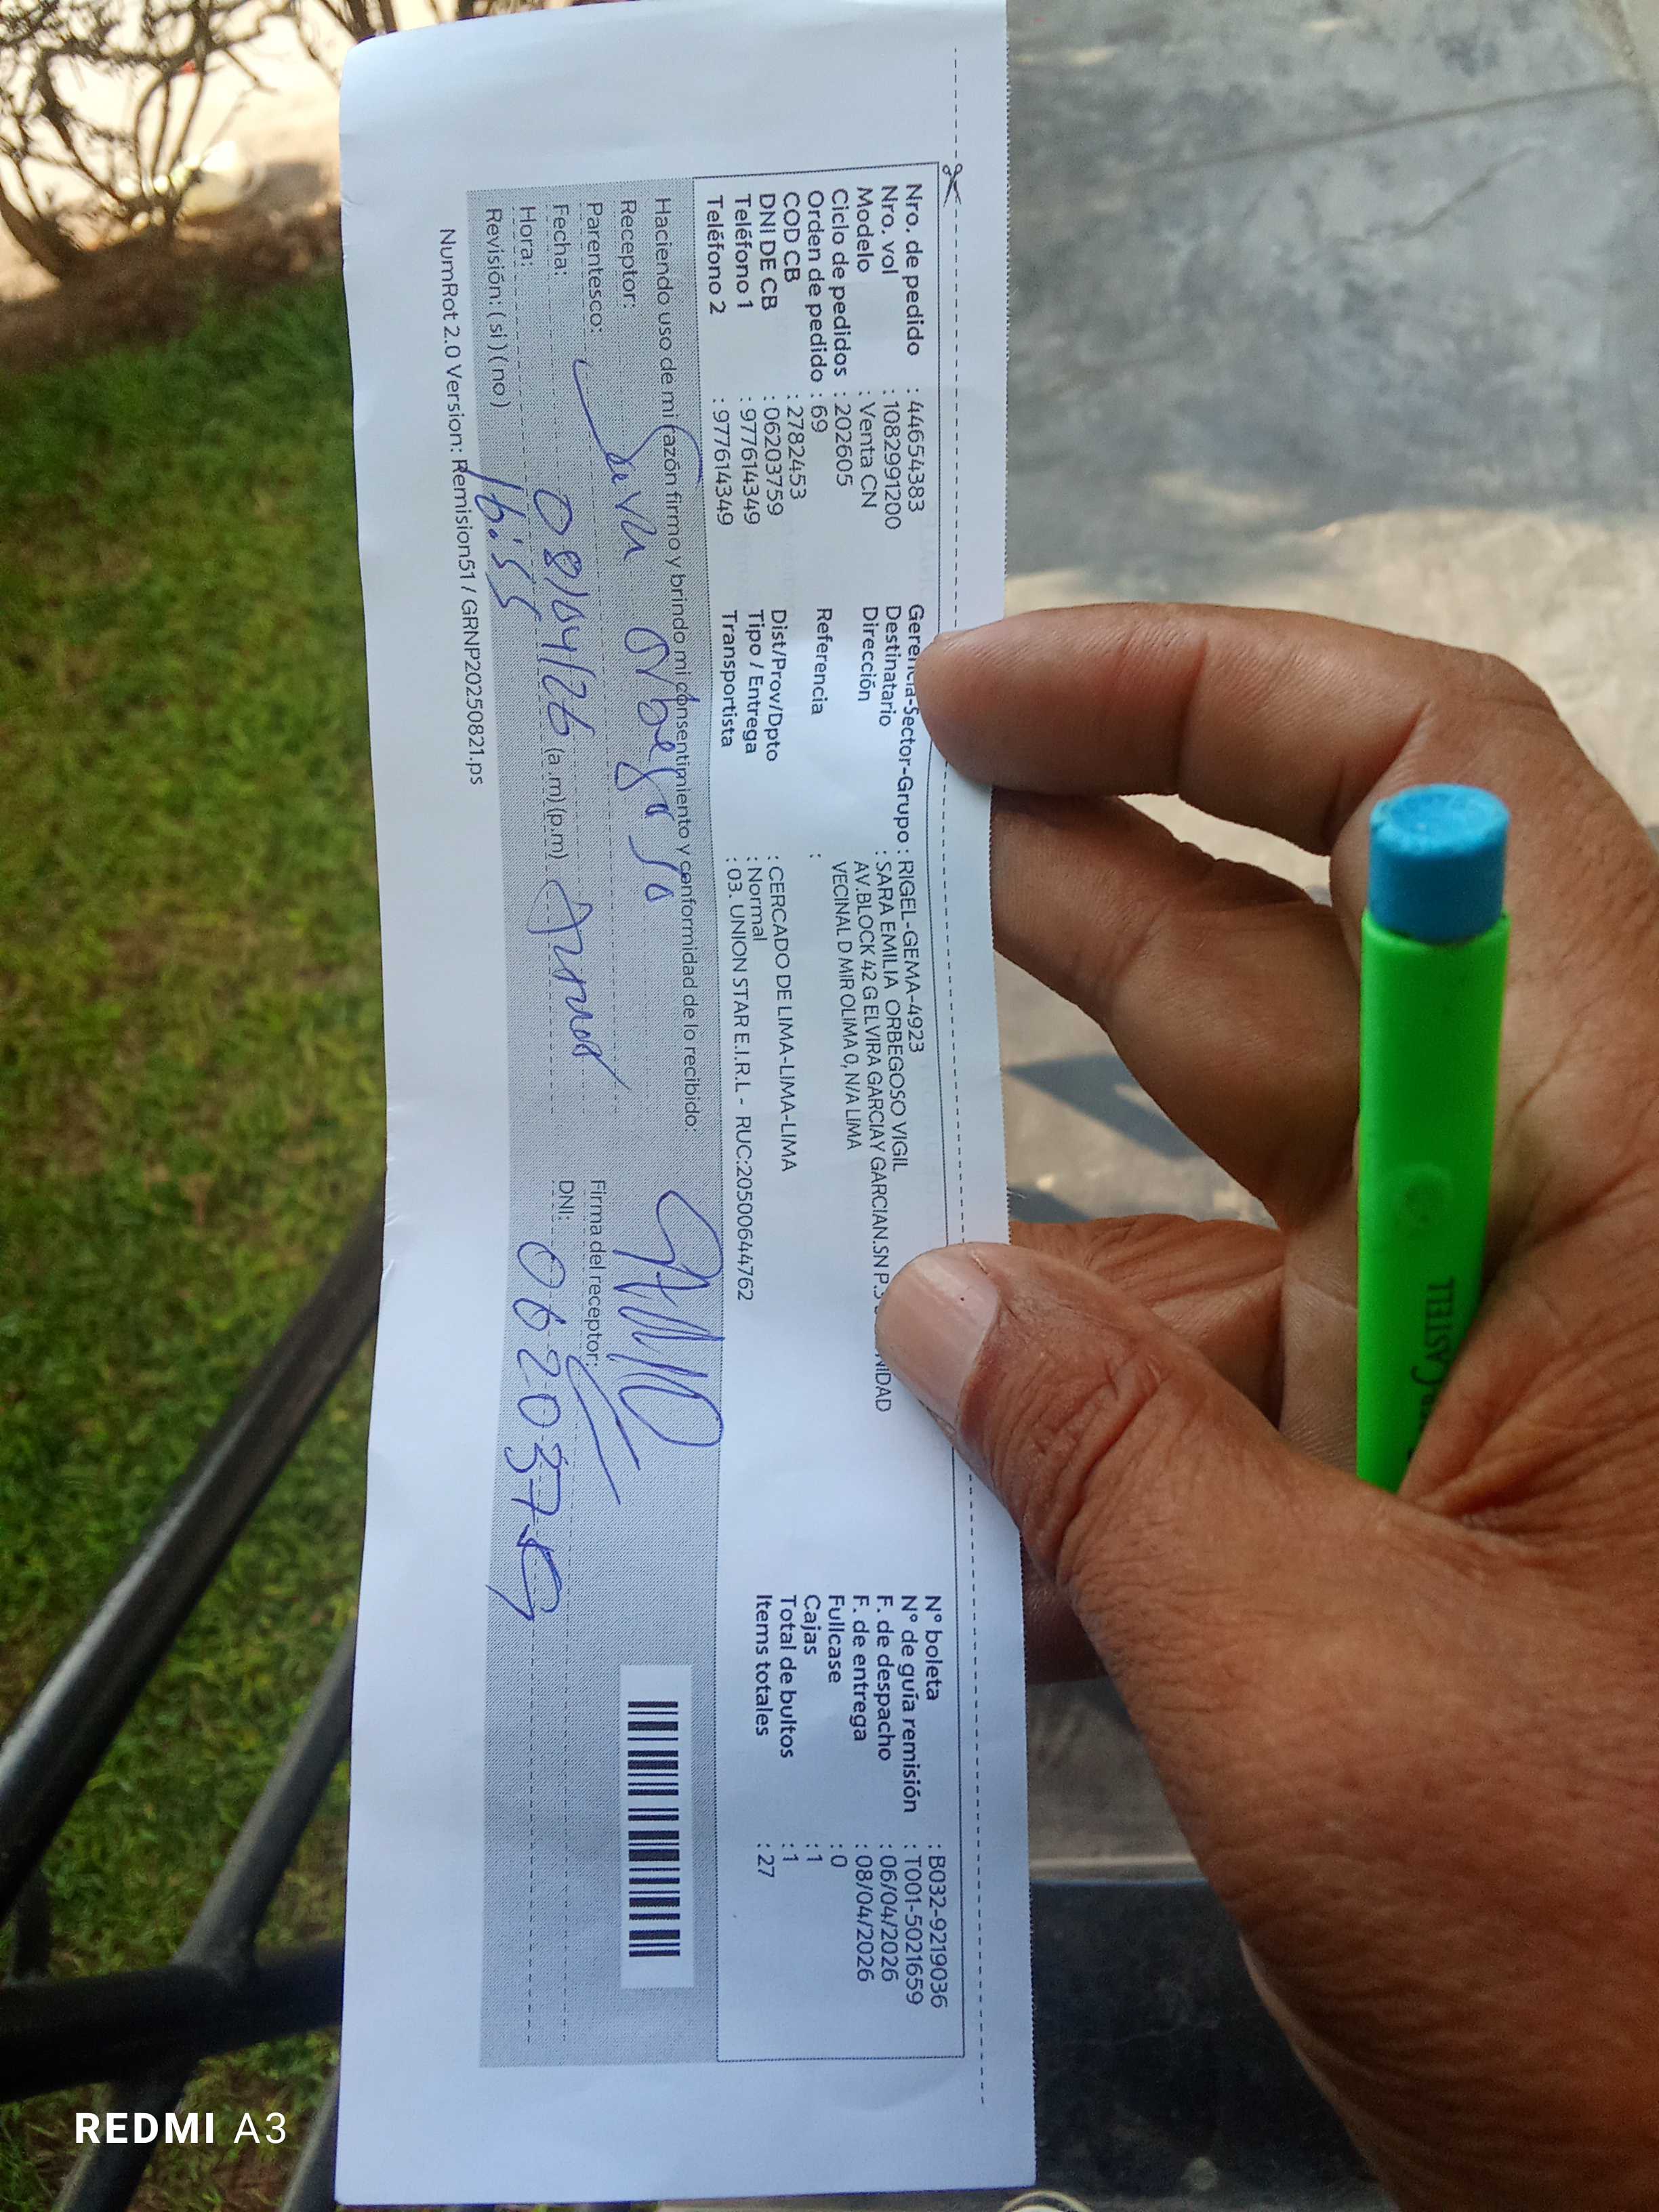 Nro. de pedido : 44654383
Nro. vol : 1082991200
Modelo : Venta CN
Ciclo de pedidos : 202605
Orden de pedido : 69
COD CB : 2782453
DNI DE CB : 06203759
Teléfono 1 : 977614349
Teléfono 2 : 977614349
Gerencia-Sector-Grupo : RIGEL-GEMA-4923
Destinatario : SARA EMILIA ORBEGOSO VIGIL
Dirección : AV.BLOCK 42 G ELVIRA GARCIAY GARCIAN.SN P.3 NIDAD
VECINAL D MIR OLIMA 0, N/A LIMA
Referencia :
Dist/Prov/Dpto : CERCADO DE LIMA-LIMA-LIMA
Tipo / Entrega : Normal
Transportista : 03. UNION STAR E.I.R.L - RUC:20500644762
N° boleta : B032-9219036
N° de guía remisión : T001-5021659
F. de despacho : 06/04/2026
F. de entrega : 08/04/2026
Fullcase : 0
Cajas : 1
Total de bultos : 1
Items totales : 27
Haciendo uso de mi razón firmo y brindo mi consentimiento y conformidad de lo recibido:
Receptor: Sara Orbegoso
Parentesco:
Firma del receptor:
Fecha: 08/04/26
DNI: 06203759
Hora: 16:55 (a.m) (p.m)
Revisión: ( si ) ( no )
NumRot 2.0 Version: Remision51 / GRNP20250821.ps
REDMI A3